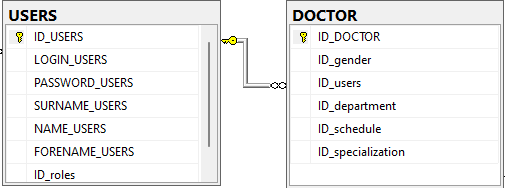 USERS
ID_USERS
LOGIN_USERS
PASSWORD_USERS
SURNAME_USERS
NAME_USERS
FORENAME_USERS
ID_roles
DOCTOR
ID_DOCTOR
ID_gender
ID_users
ID_department
ID_schedule
ID_specialization